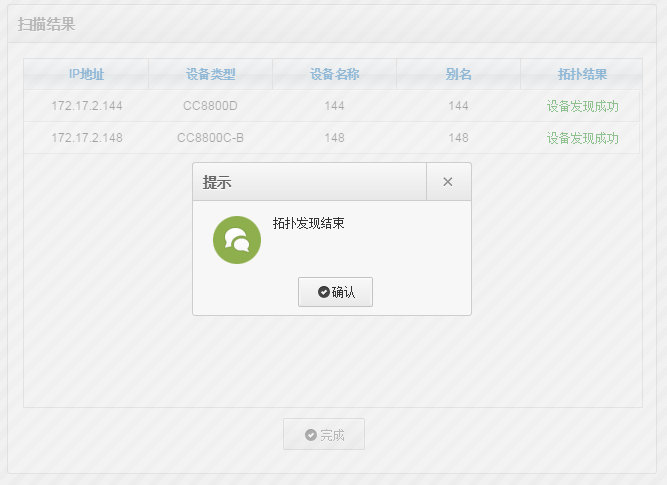 扫描结果
IP地址 设备类型 设备名称 别名 拓扑结果
172.17.2.144 CC8800D 144 144 设备发现成功
172.17.2.148 CC8800C-B 148 148 设备发现成功
提示
拓扑发现结束
确认
完成